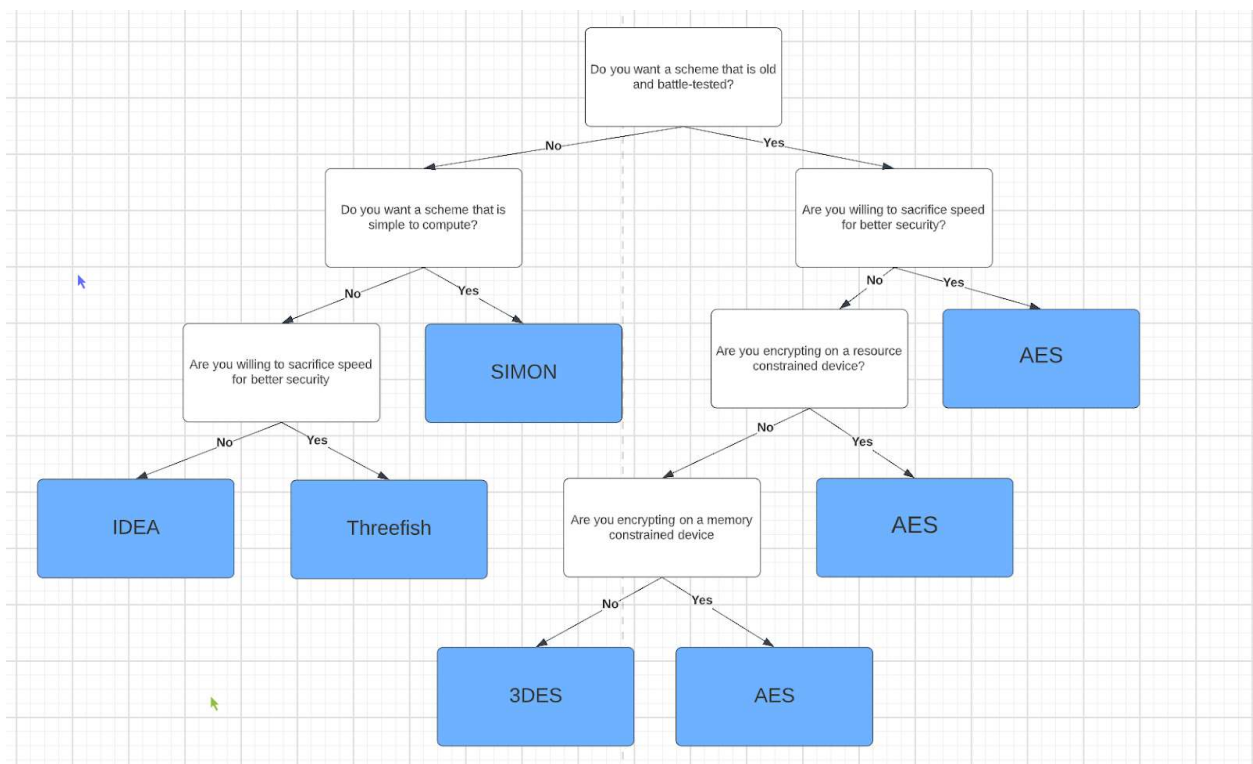 Do you want a scheme that is old
and battle-tested?
No
Yes
Do you want a scheme that is
simple to compute?
Are you willing to sacrifice speed
for better security?
No
Yes
No
Yes
Are you willing to sacrifice speed
for better security
SIMON
Are you encrypting on a resource
constrained device?
AES
No
Yes
No
Yes
IDEA
Threefish
Are you encrypting on a memory
constrained device
AES
No
Yes
3DES
AES